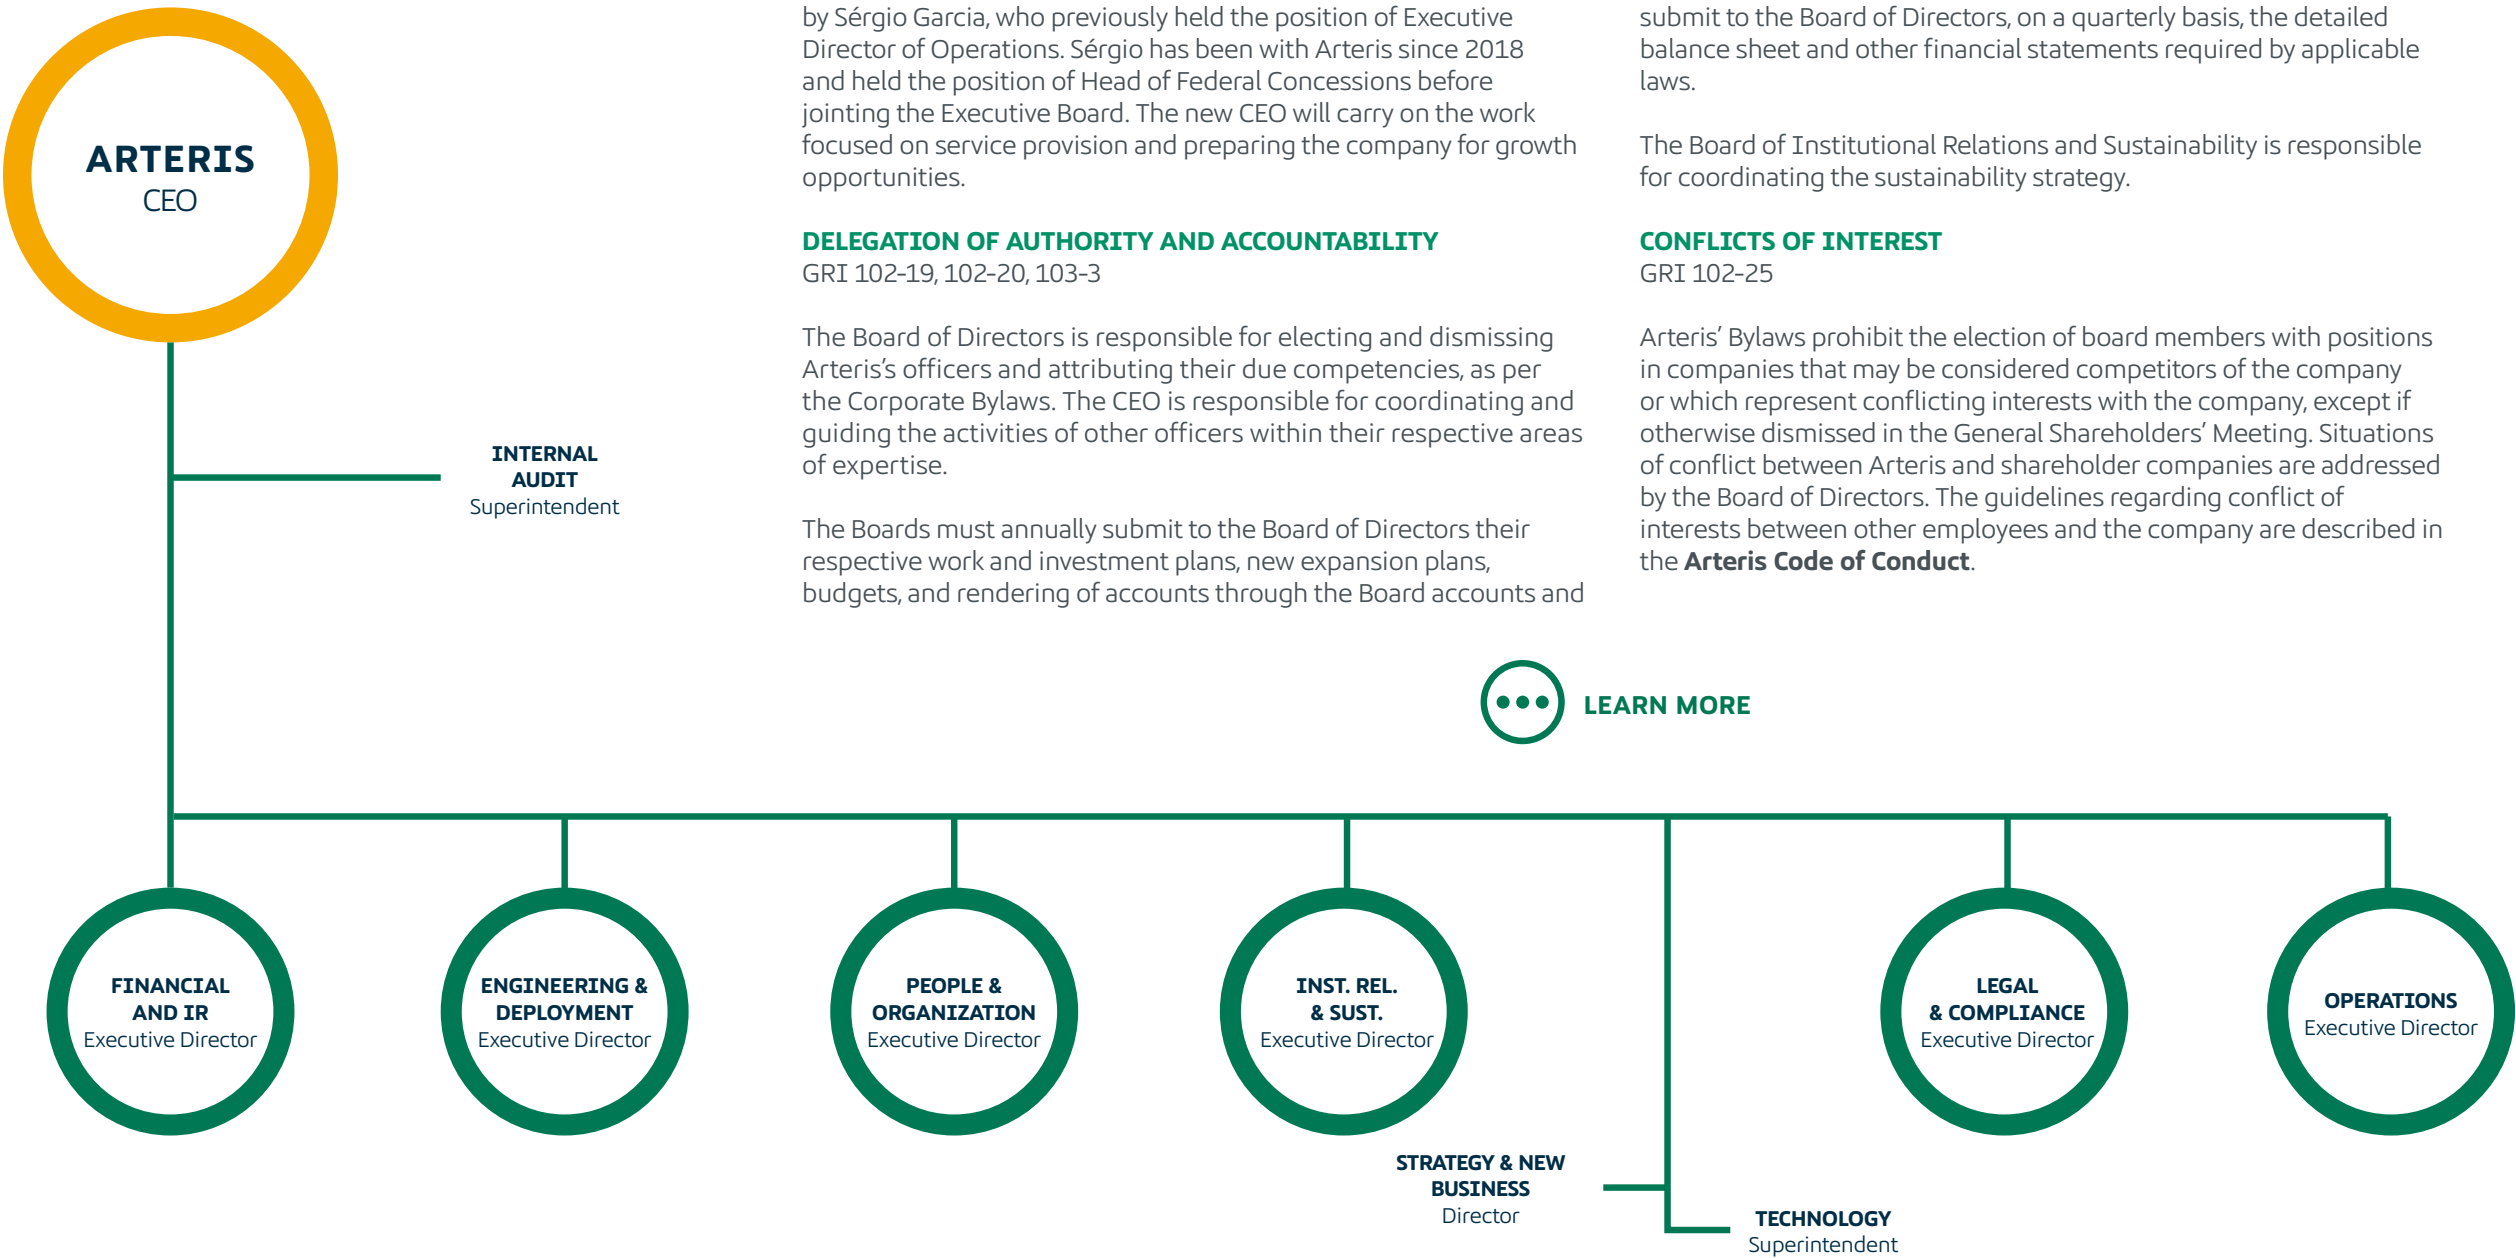 ARTERIS
CEO
INTERNAL
AUDIT
Superintendent
by Sérgio Garcia, who previously held the position of Executive
Director of Operations. Sérgio has been with Arteris since 2018
and held the position of Head of Federal Concessions before
jointing the Executive Board. The new CEO will carry on the work
focused on service provision and preparing the company for growth
opportunities.
DELEGATION OF AUTHORITY AND ACCOUNTABILITY
GRI 102-19, 102-20, 103-3
The Board of Directors is responsible for electing and dismissing
Arteris’s officers and attributing their due competencies, as per
the Corporate Bylaws. The CEO is responsible for coordinating and
guiding the activities of other officers within their respective areas
of expertise.
The Boards must annually submit to the Board of Directors their
respective work and investment plans, new expansion plans,
budgets, and rendering of accounts through the Board accounts and
submit to the Board of Directors, on a quarterly basis, the detailed
balance sheet and other financial statements required by applicable
laws.
The Board of Institutional Relations and Sustainability is responsible
for coordinating the sustainability strategy.
CONFLICTS OF INTEREST
GRI 102-25
Arteris’ Bylaws prohibit the election of board members with positions
in companies that may be considered competitors of the company
or which represent conflicting interests with the company, except if
otherwise dismissed in the General Shareholders’ Meeting. Situations
of conflict between Arteris and shareholder companies are addressed
by the Board of Directors. The guidelines regarding conflict of
interests between other employees and the company are described in
the Arteris Code of Conduct.
LEARN MORE
FINANCIAL
AND IR
Executive Director
ENGINEERING &
DEPLOYMENT
Executive Director
PEOPLE &
ORGANIZATION
Executive Director
INST. REL.
& SUST.
Executive Director
LEGAL
& COMPLIANCE
Executive Director
OPERATIONS
Executive Director
STRATEGY & NEW
BUSINESS
Director
TECHNOLOGY
Superintendent